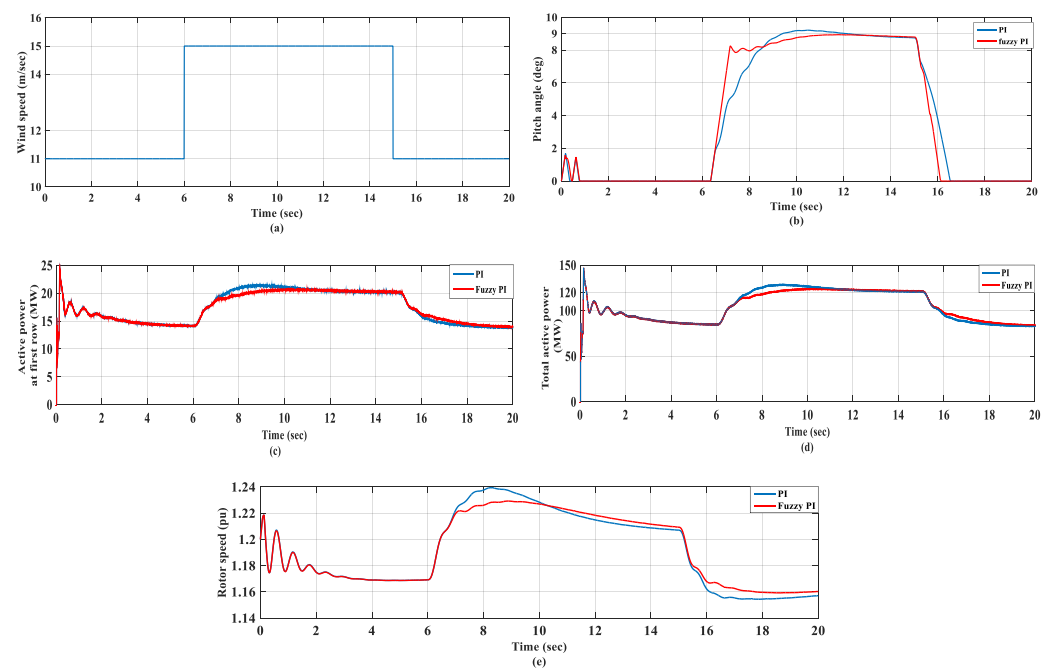 16
15
14
12
11
10
Wind speed (m/sec)
0 2 4 6 8 10 12 14 16 18 20
Time (sec)
(a)
10
9
8
6
4
2
0
Pitch angle (deg)
PI
fuzzy PI
0 2 4 6 8 10 12 14 16 18 20
Time (sec)
(b)
25
20
15
10
5
0
Active power
at first row (MW)
PI
Fuzzy PI
0 2 4 6 8 10 12 14 16 18 20
Time (sec)
(c)
150
120
100
50
0
Total active power
(MW)
PI
Fuzzy PI
0 2 4 6 8 10 12 14 16 18 20
Time (sec)
(d)
1.24
1.22
1.2
1.18
1.16
1.14
Rotor speed (pu)
PI
Fuzzy PI
0 2 4 6 8 10 12 14 16 18 20
Time (sec)
(e)